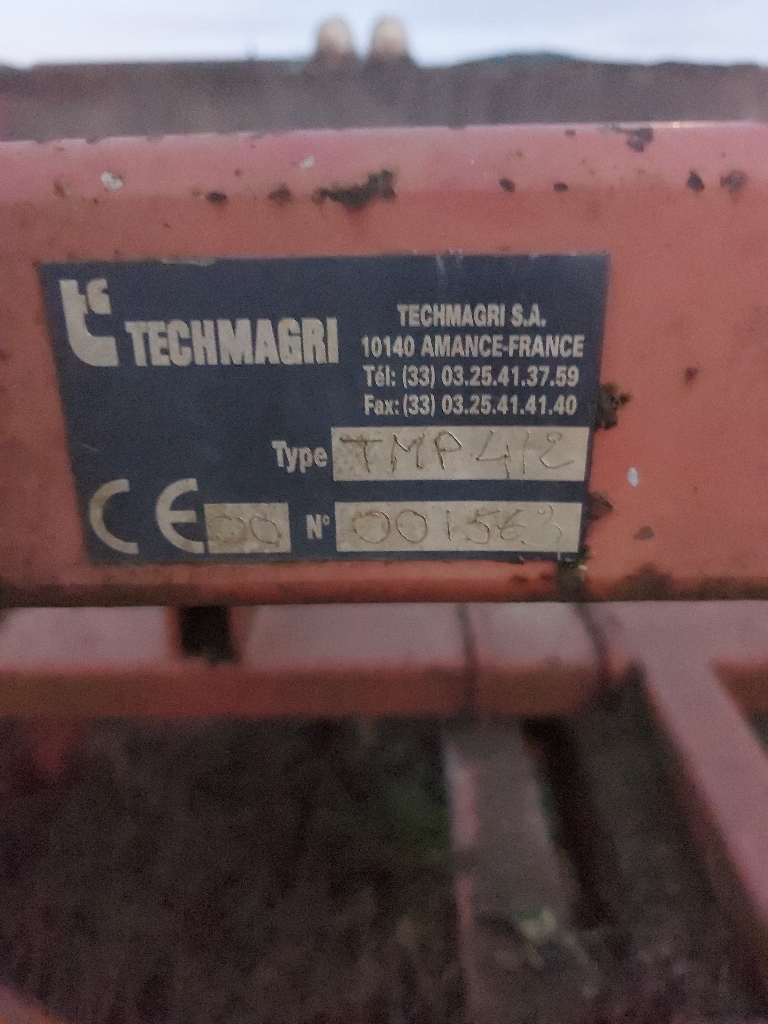 tc TECHMAGRI
TECHMAGRI S.A.
10140 AMANCE-FRANCE
Tél: (33) 03.25.41.37.59
Fax: (33) 03.25.41.41.40
Type TMP 412
CE 00 N° 001563